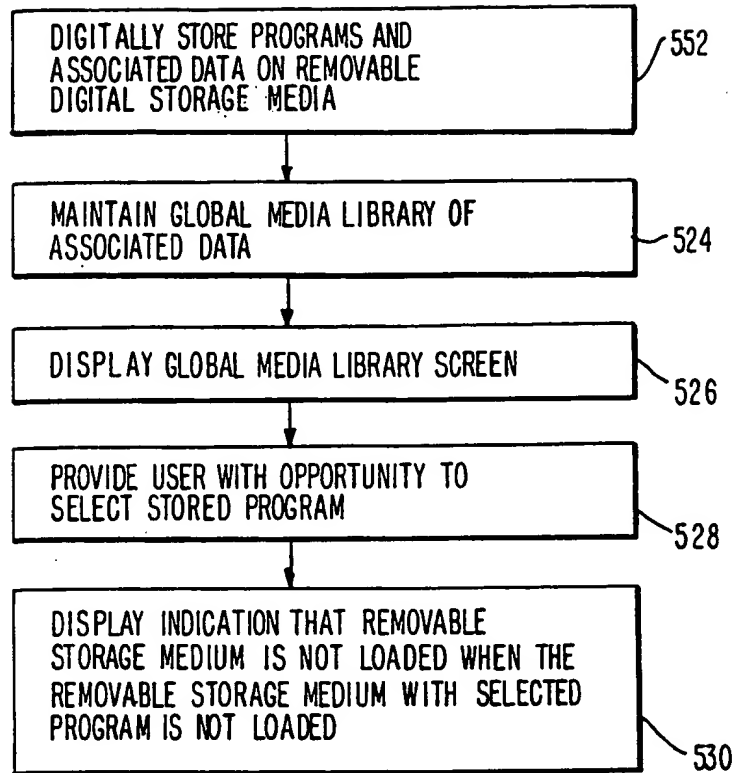 DIGITALLY STORE PROGRAMS AND
ASSOCIATED DATA ON REMOVABLE
DIGITAL STORAGE MEDIA
552
MAINTAIN GLOBAL MEDIA LIBRARY OF
ASSOCIATED DATA
524
DISPLAY GLOBAL MEDIA LIBRARY SCREEN
526
PROVIDE USER WITH OPPORTUNITY TO
SELECT STORED PROGRAM
528
DISPLAY INDICATION THAT REMOVABLE
STORAGE MEDIUM IS NOT LOADED WHEN THE
REMOVABLE STORAGE MEDIUM WITH SELECTED
PROGRAM IS NOT LOADED
530